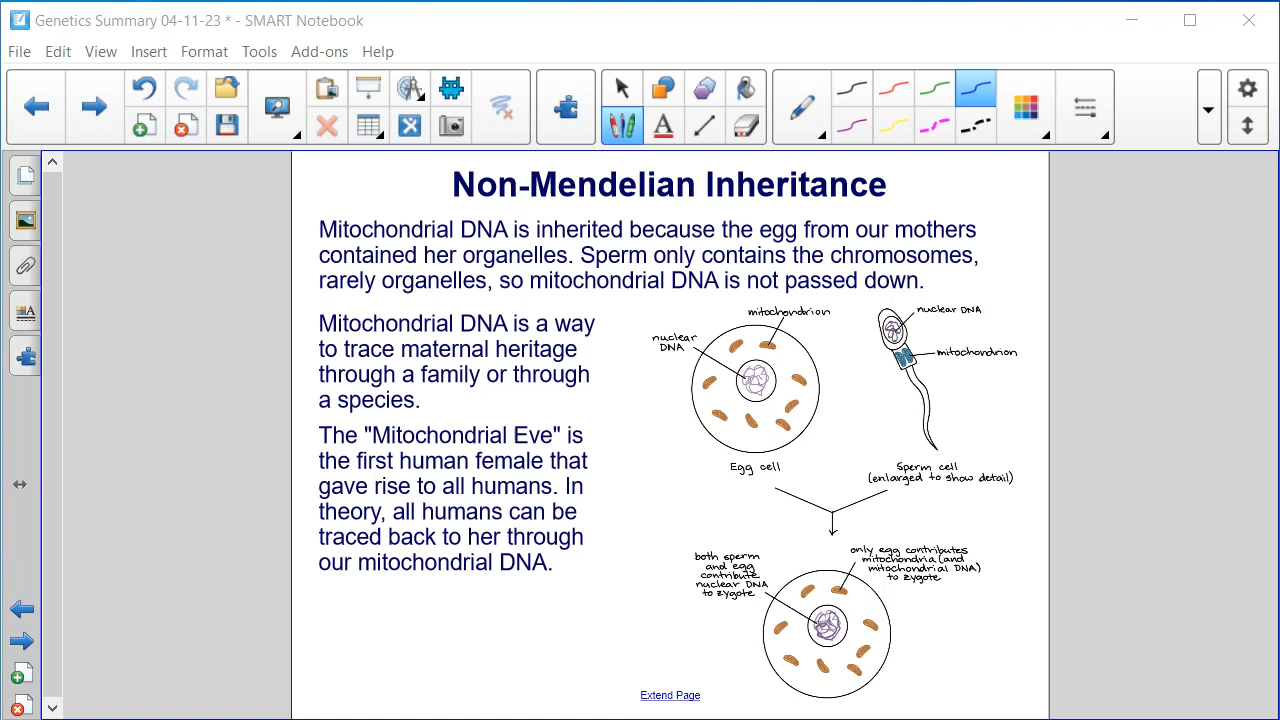 Genetics Summary 04-11-23 * - SMART Notebook
File Edit View Insert Format Tools Add-ons Help
Non-Mendelian Inheritance
Mitochondrial DNA is inherited because the egg from our mothers
contained her organelles. Sperm only contains the chromosomes,
rarely organelles, so mitochondrial DNA is not passed down.
Mitochondrial DNA is a way
to trace maternal heritage
through a family or through
a species.
The "Mitochondrial Eve" is
the first human female that
gave rise to all humans. In
theory, all humans can be
traced back to her through
our mitochondrial DNA.
mitochondrion
nuclear
DNA
Egg cell
nuclear DNA
mitochondrion
Sperm cell
(enlarged to show detail)
both sperm
and egg
contribute
nuclear DNA
to zygote
only egg contributes
mitochondria (and
mitochondrial DNA)
to zygote
Extend Page